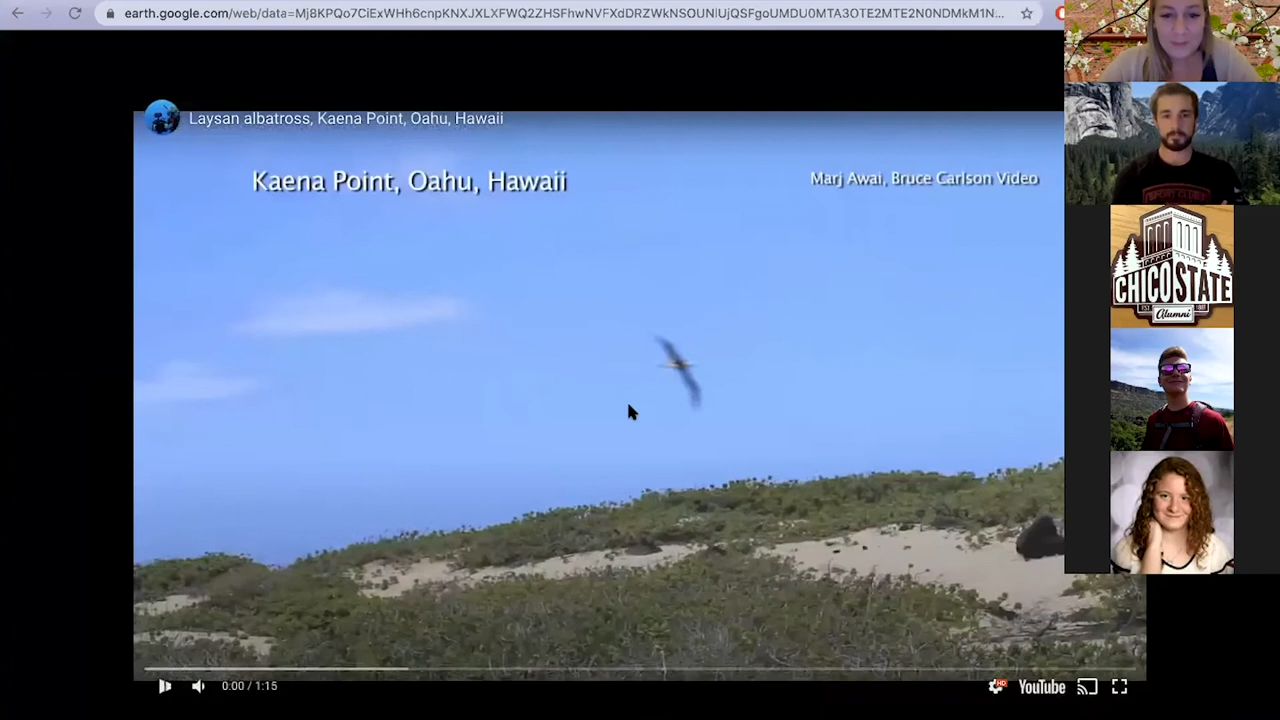 earth.google.com/web/data=Mj8KPQo7CiExWHh6cnpKNXJXLXFWQ2ZHSFhwNVFXdDRZWkNSOUNlUjQSFgoUMDU0MTA3OTE2MTE2N0NDMkM1N...
Laysan albatross, Kaena Point, Oahu, Hawaii
Kaena Point, Oahu, Hawaii
Marj Awai, Bruce Carlson Video
CHICO STATE
Alumni
0:00 / 1:15
HD
YouTube